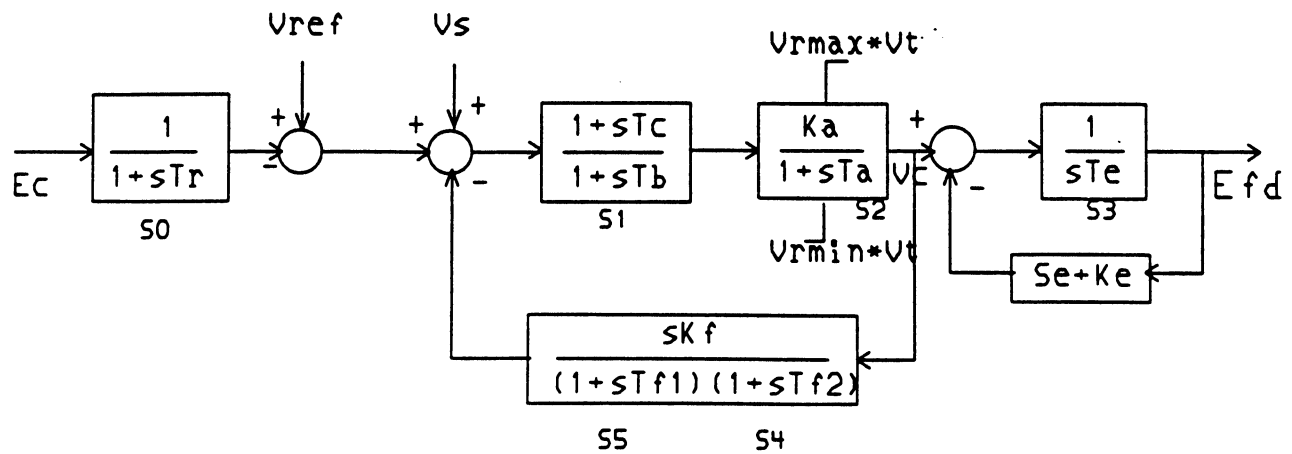 Vref
Vs
Vrmax*Vt
+
+
+
+
1
1+sTc
Ka
1
1+sTr
1+sTb
1+sTa
sTe
-
-
-
Ec
Efd
S0
S1
S2
S3
Vrmin*Vt
Se+Ke
sKf
(1+sTf1)(1+sTf2)
S5
S4